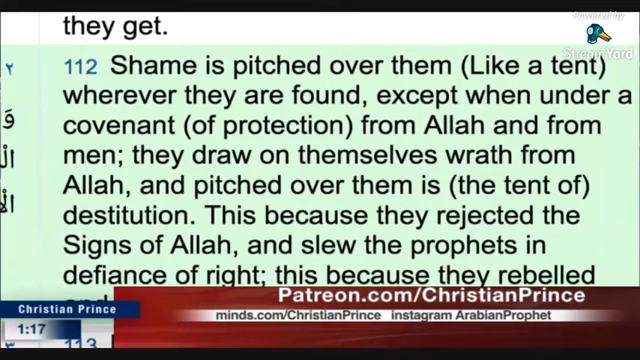 Powered by
StreamYard
they get.
112 Shame is pitched over them (Like a tent)
wherever they are found, except when under a
covenant (of protection) from Allah and from
men; they draw on themselves wrath from
Allah, and pitched over them is (the tent of)
destitution. This because they rejected the
Signs of Allah, and slew the prophets in
defiance of right; this because they rebelled
and
Patreon.com/ChristianPrince
Christian Prince
minds.com/ChristianPrince instagram ArabianProphet
1:17
113